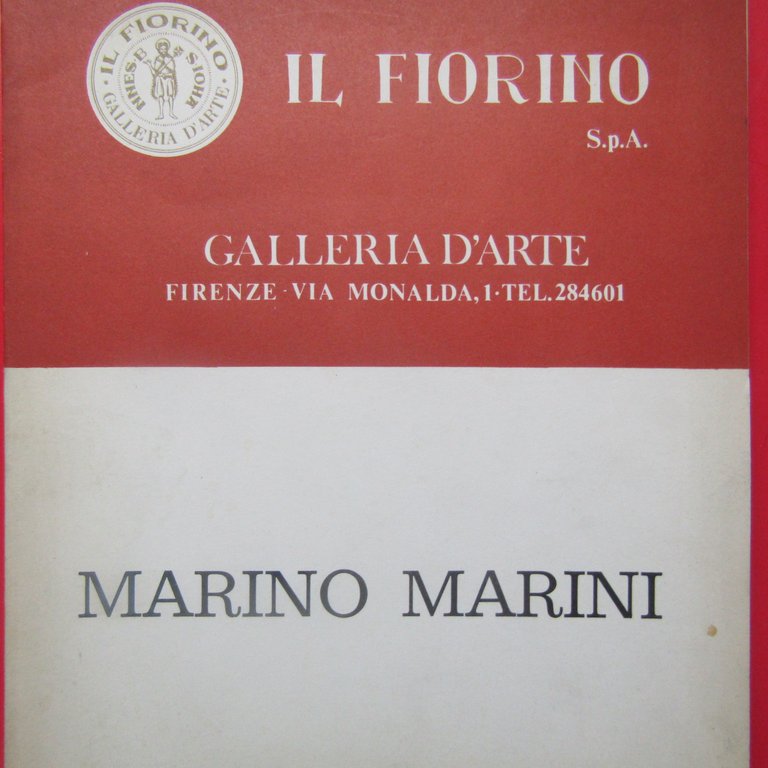 IL FIORINO
GALLERIA D'ARTE
IL FIORINO
S.p.A.
GALLERIA D'ARTE
FIRENZE - VIA MONALDA, 1 · TEL. 284601
MARINO MARINI